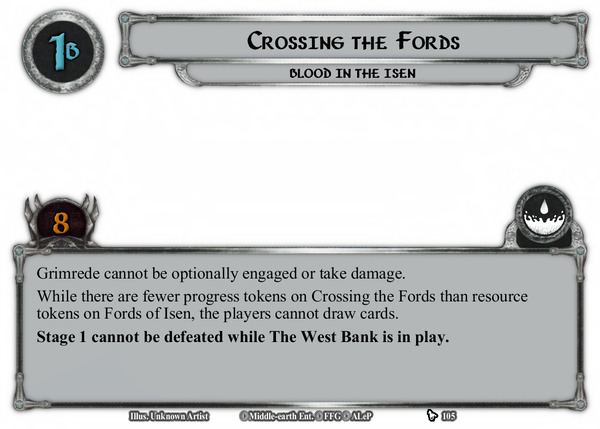 1B
CROSSING THE FORDS
BLOOD IN THE ISEN
8
Grimrede cannot be optionally engaged or take damage.
While there are fewer progress tokens on Crossing the Fords than resource
tokens on Fords of Isen, the players cannot draw cards.
Stage 1 cannot be defeated while The West Bank is in play.
Illus. Unknown Artist © Middle-earth Ent. © FFG © ALeP 105